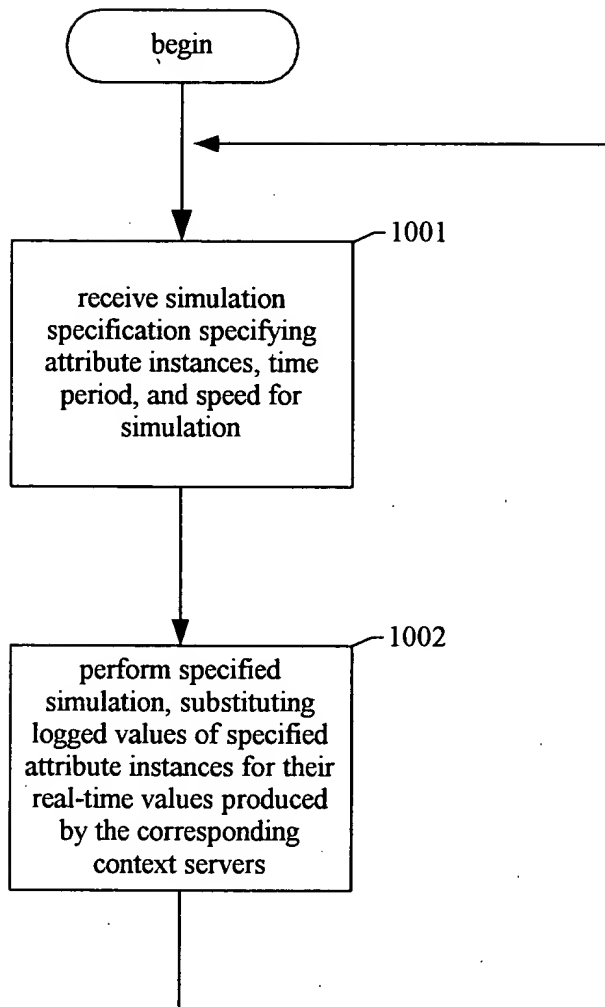 begin
1001
receive simulation
specification specifying
attribute instances, time
period, and speed for
simulation
1002
perform specified
simulation, substituting
logged values of specified
attribute instances for their
real-time values produced
by the corresponding
context servers